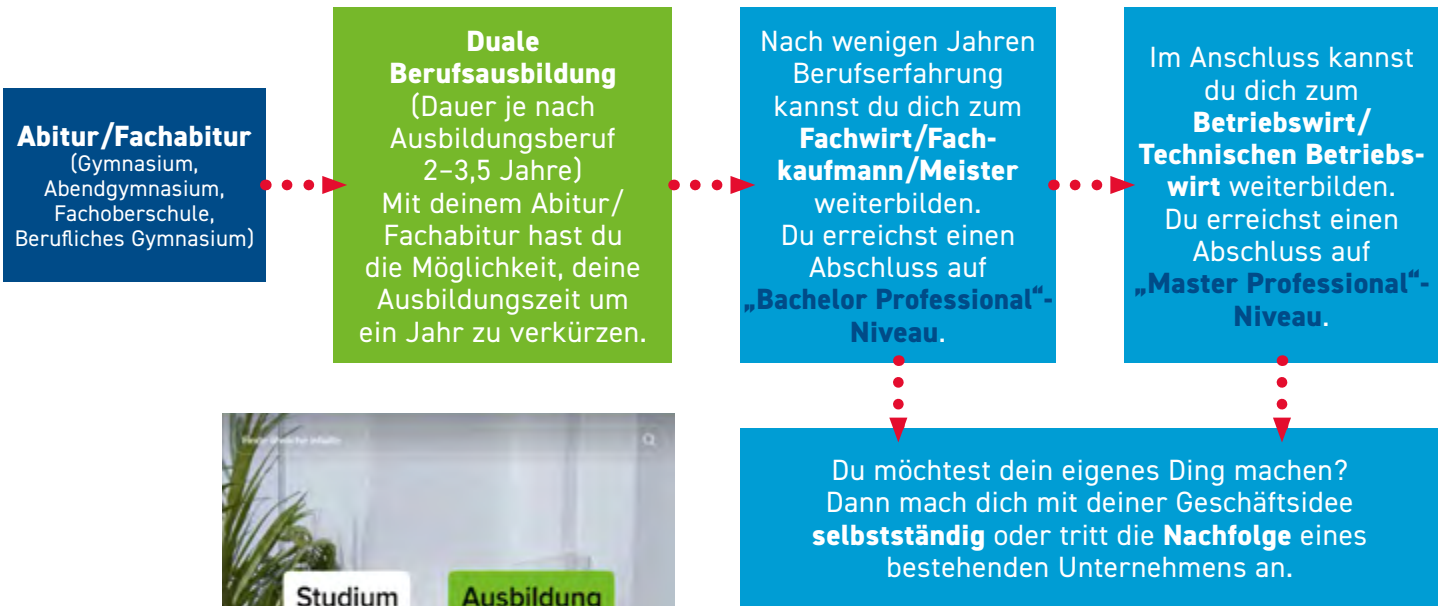 Abitur/Fachabitur
(Gymnasium,
Abendgymnasium,
Fachoberschule,
Berufliches Gymnasium)
Duale
Berufsausbildung
(Dauer je nach
Ausbildungsberuf
2–3,5 Jahre)
Mit deinem Abitur/
Fachabitur hast du
die Möglichkeit, deine
Ausbildungszeit um
ein Jahr zu verkürzen.
Nach wenigen Jahren
Berufserfahrung
kannst du dich zum
Fachwirt/Fach-
kaufmann/Meister
weiterbilden.
Du erreichst einen
Abschluss auf
„Bachelor Professional“-
Niveau.
Im Anschluss kannst
du dich zum
Betriebswirt/
Technischen Betriebs-
wirt weiterbilden.
Du erreichst einen
Abschluss auf
„Master Professional“-
Niveau.
Du möchtest dein eigenes Ding machen?
Dann mach dich mit deiner Geschäftsidee
selbstständig oder tritt die Nachfolge eines
bestehenden Unternehmens an.
Studium
Ausbildung